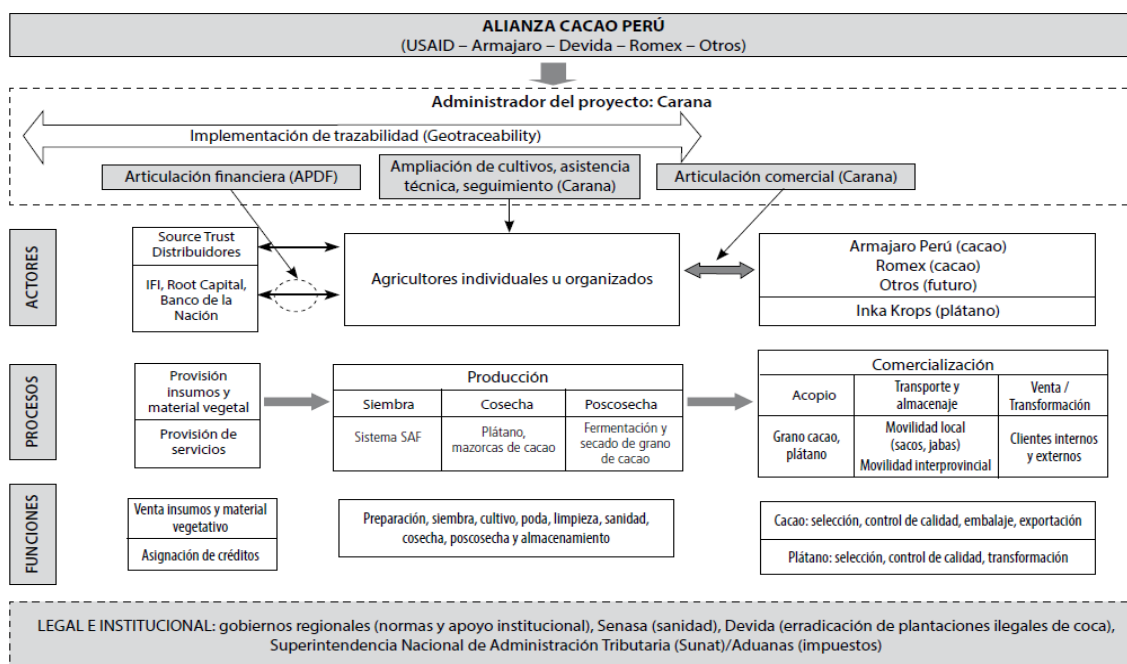 ALIANZA CACAO PERÚ
(USAID – Armajaro – Devida – Romex – Otros)
Administrador del proyecto: Carana
Implementación de trazabilidad (Geotraceability)
Articulación financiera (APDF)
Ampliación de cultivos, asistencia
técnica, seguimiento (Carana)
Articulación comercial (Carana)
ACTORES
Source Trust
Distribuidores
IFI, Root Capital,
Banco de la
Nación
Agricultores individuales u organizados
Armajaro Perú (cacao)
Romex (cacao)
Otros (futuro)
Inka Krops (plátano)
PROCESOS
Provisión
insumos y
material vegetal
Provisión de
servicios
Producción
Siembra
Cosecha
Poscosecha
Sistema SAF
Plátano,
mazorcas de cacao
Fermentación y
secado de grano
de cacao
Comercialización
Acopio
Transporte y
almacenaje
Venta /
Transformación
Grano cacao,
plátano
Movilidad local
(sacos, jabas)
Movilidad interprovincial
Clientes internos
y externos
FUNCIONES
Venta insumos y material
vegetativo
Asignación de créditos
Preparación, siembra, cultivo, poda, limpieza, sanidad,
cosecha, poscosecha y almacenamiento
Cacao: selección, control de calidad, embalaje, exportación
Plátano: selección, control de calidad, transformación
LEGAL E INSTITUCIONAL: gobiernos regionales (normas y apoyo institucional), Senasa (sanidad), Devida (erradicación de plantaciones ilegales de coca),
Superintendencia Nacional de Administración Tributaria (Sunat)/Aduanas (impuestos)